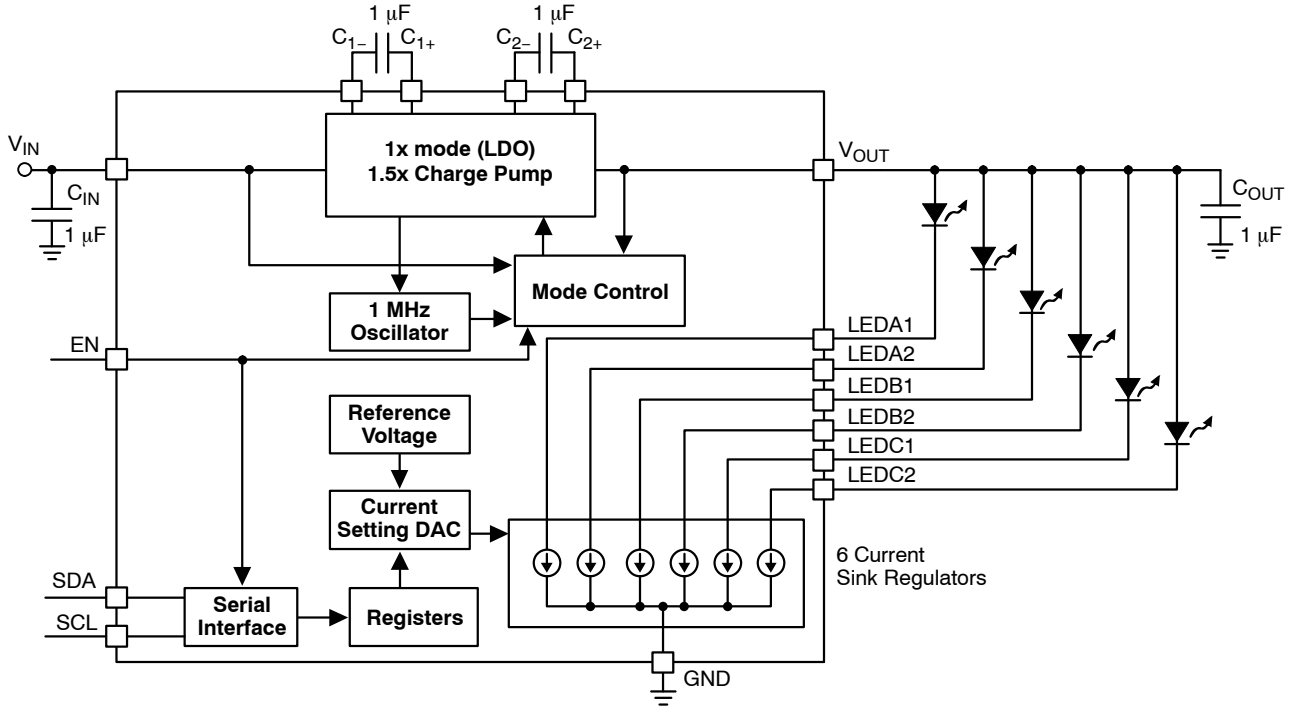 1 μF
1 μF
C1− C1+ C2− C2+
VIN
CIN
1 μF
1x mode (LDO)
1.5x Charge Pump
VOUT
COUT
1 μF
Mode Control
1 MHz
Oscillator
EN
LEDA1
LEDA2
LEDB1
LEDB2
LEDC1
LEDC2
Reference
Voltage
Current
Setting DAC
6 Current
Sink Regulators
SDA
SCL
Serial
Interface
Registers
GND